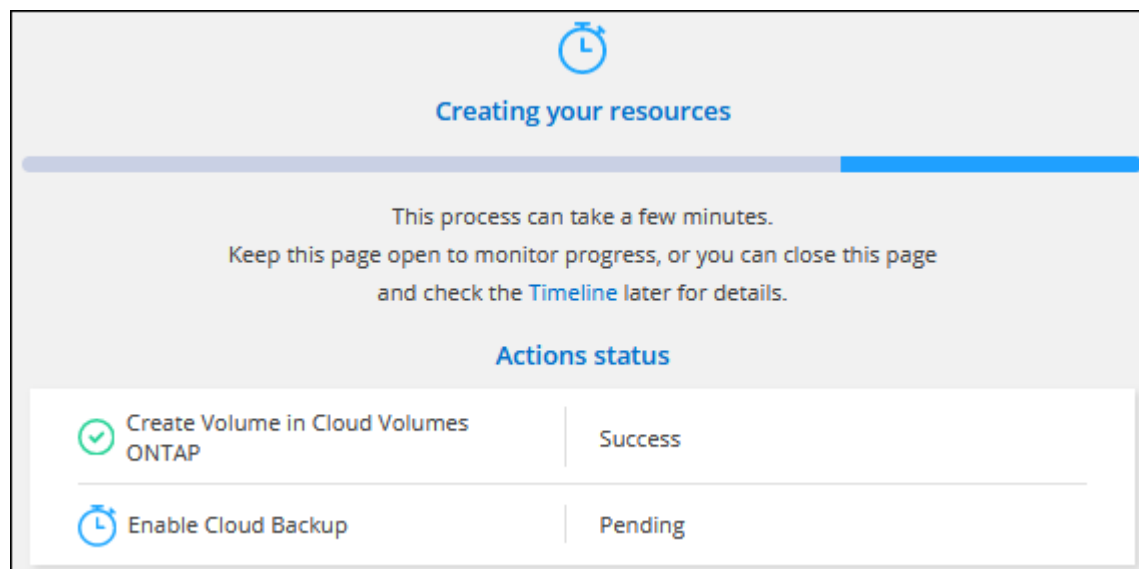 Creating your resources
This process can take a few minutes.
Keep this page open to monitor progress, or you can close this page
and check the Timeline later for details.
Actions status
Create Volume in Cloud Volumes
ONTAP
Success
Enable Cloud Backup
Pending